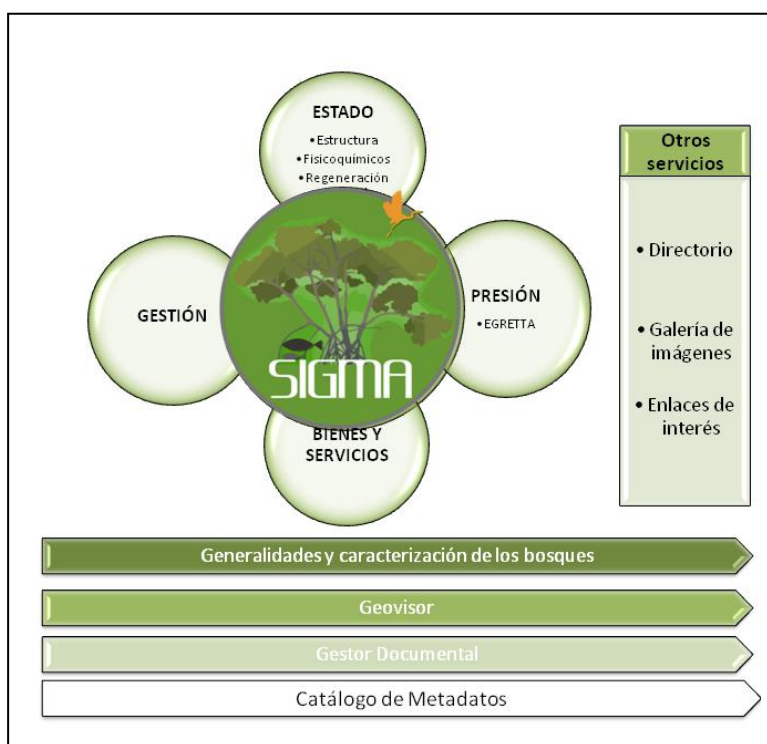 ESTADO
•Estructura
•Fisicoquímicos
•Regeneración
GESTIÓN
SIGMA
PRESIÓN
•EGRETTA
BIENES Y
SERVICIOS
Otros
servicios
• Directorio
• Galería de
imágenes
• Enlaces de
interés
Generalidades y caracterización de los bosques
Geovisor
Gestor Documental
Catálogo de Metadatos